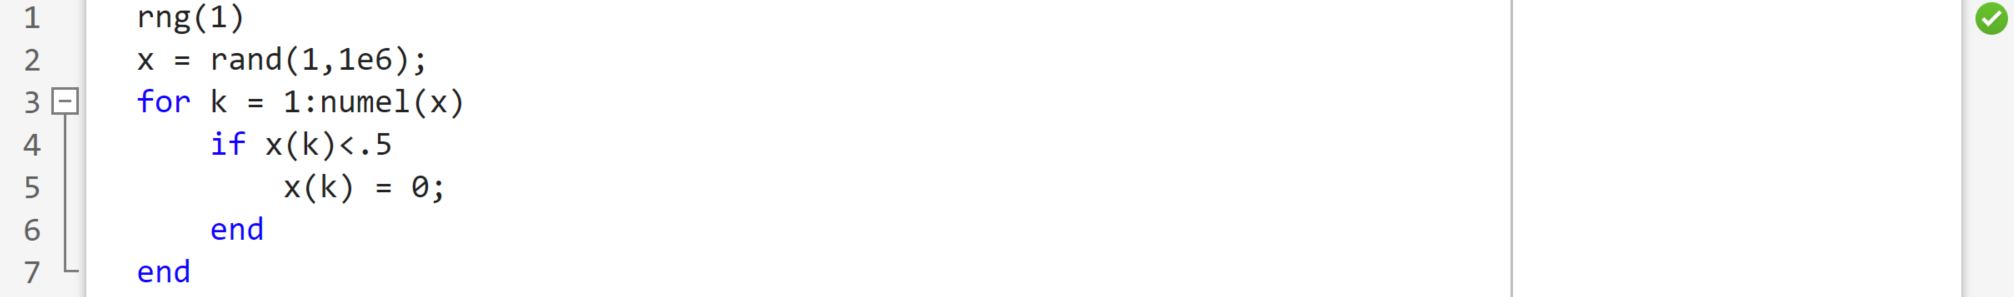 1 rng(1)
2 x = rand(1,1e6);
3 for k = 1:numel(x)
4 if x(k)<.5
5 x(k) = 0;
6 end
7 end